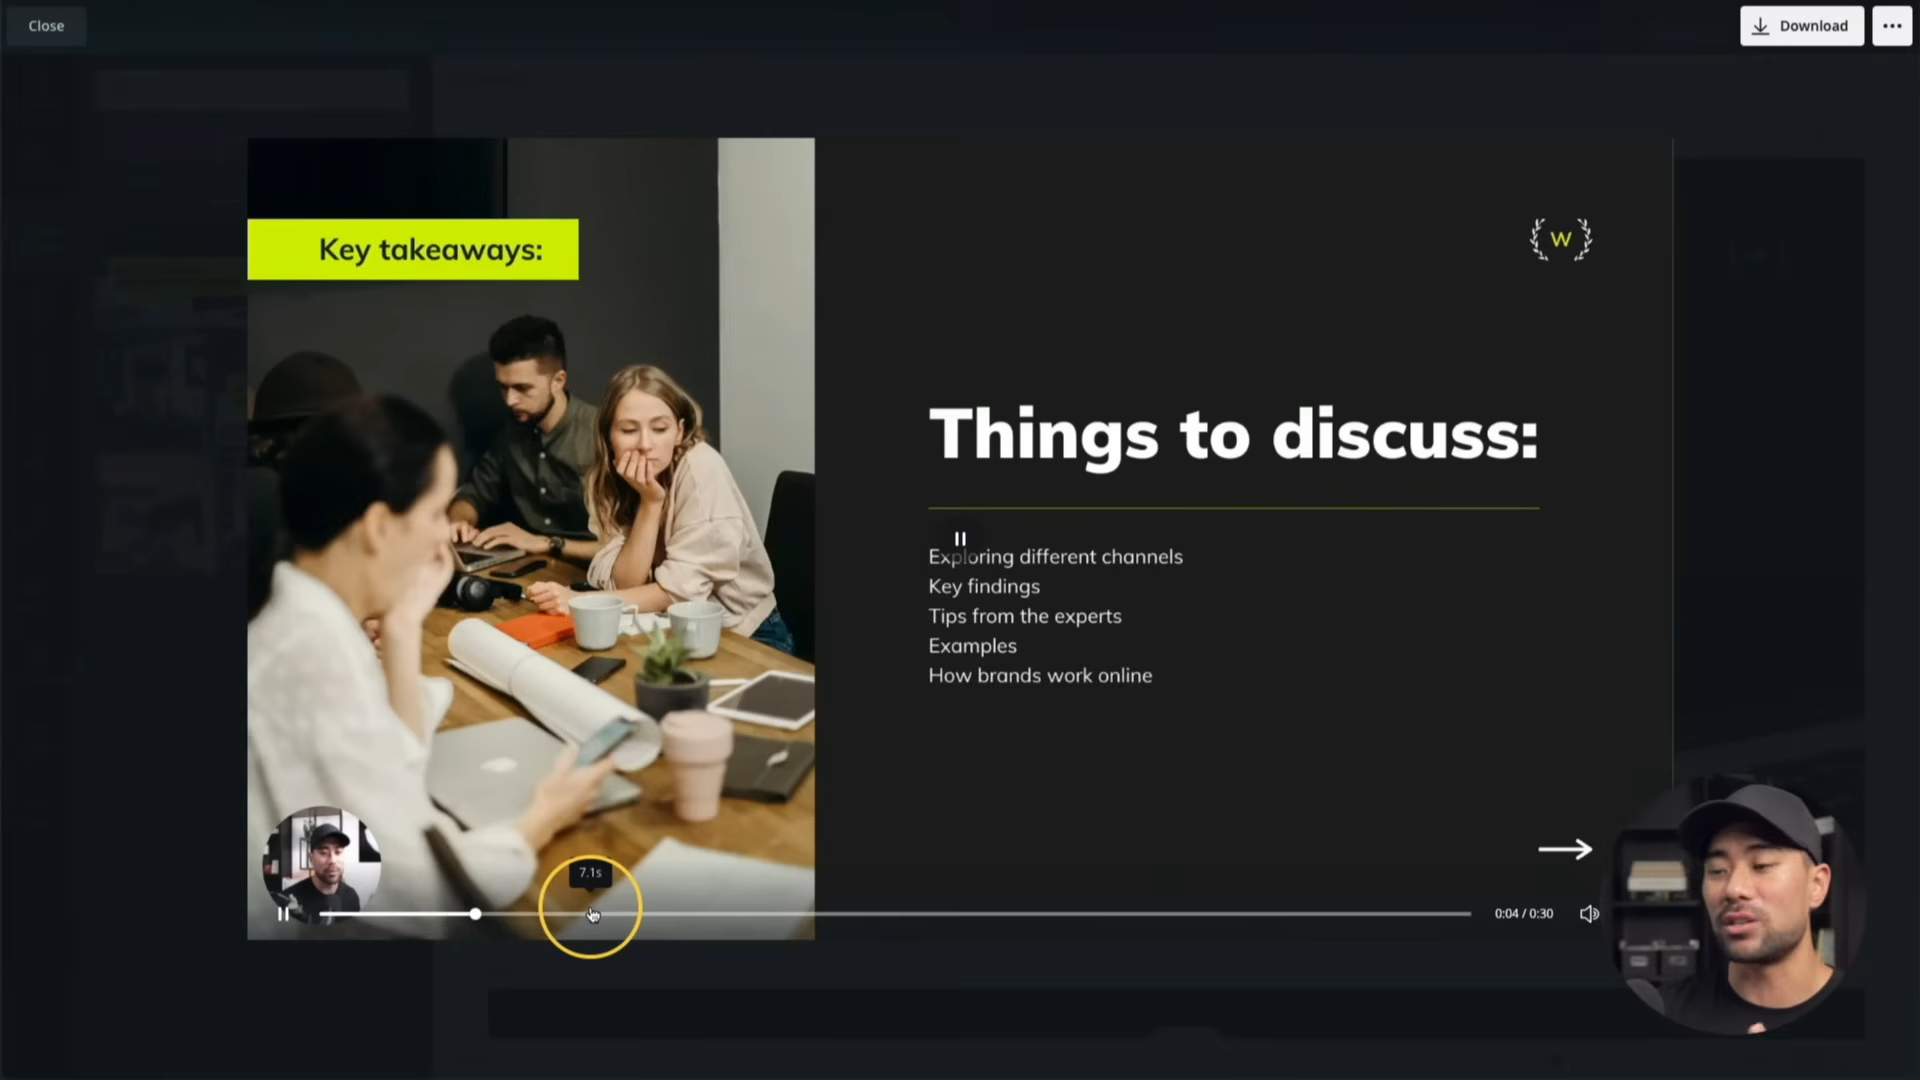 Close
Download
Key takeaways:
W
Things to discuss:
Exploring different channels
Key findings
Tips from the experts
Examples
How brands work online
7.1s
0:04 / 0:30